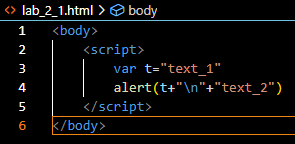 <> lab_2_1.html > body
1 <body>
2 <script>
3 var t="text_1"
4 alert(t+"\n"+"text_2")
5 </script>
6 </body>